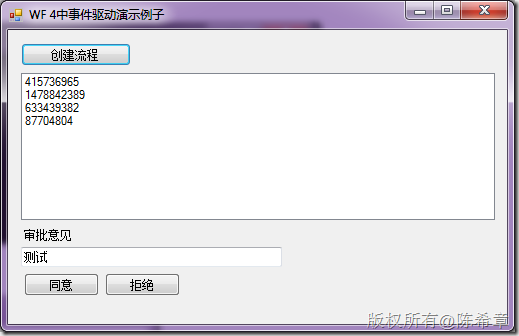 WF 4中事件驱动演示例子
创建流程
415736965
1478842389
633439382
87704804
审批意见
测试
同意
拒绝
版权所有@陈希章